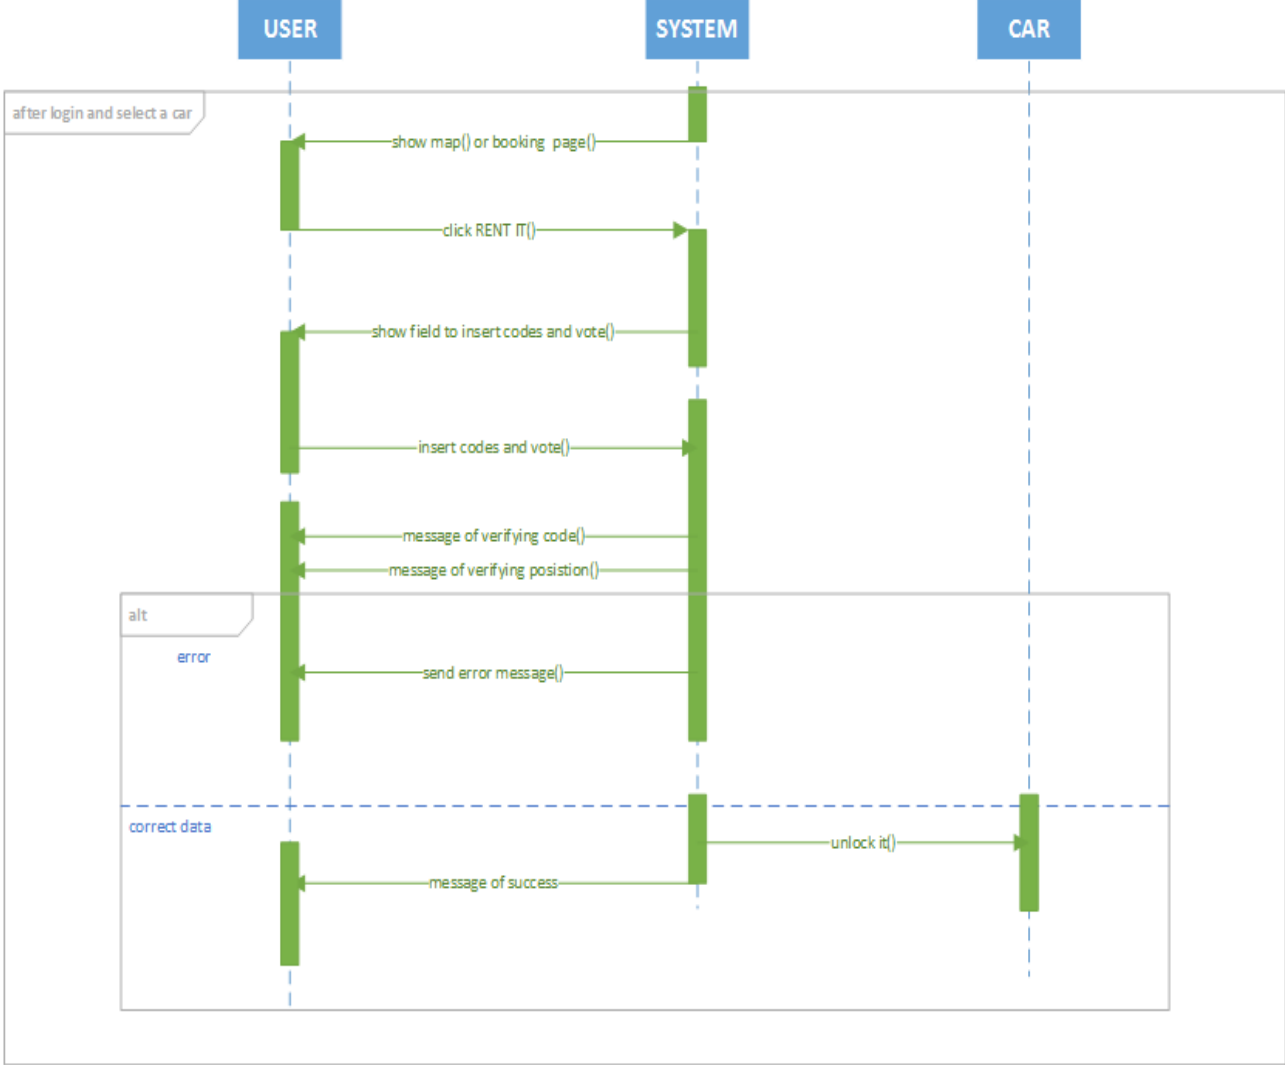 USER
SYSTEM
CAR
after login and select a car
show map() or booking page()
click RENT IT()
show field to insert codes and vote()
insert codes and vote()
message of verifying code()
message of verifying posistion()
alt
error
send error message()
correct data
unlock it()
message of success